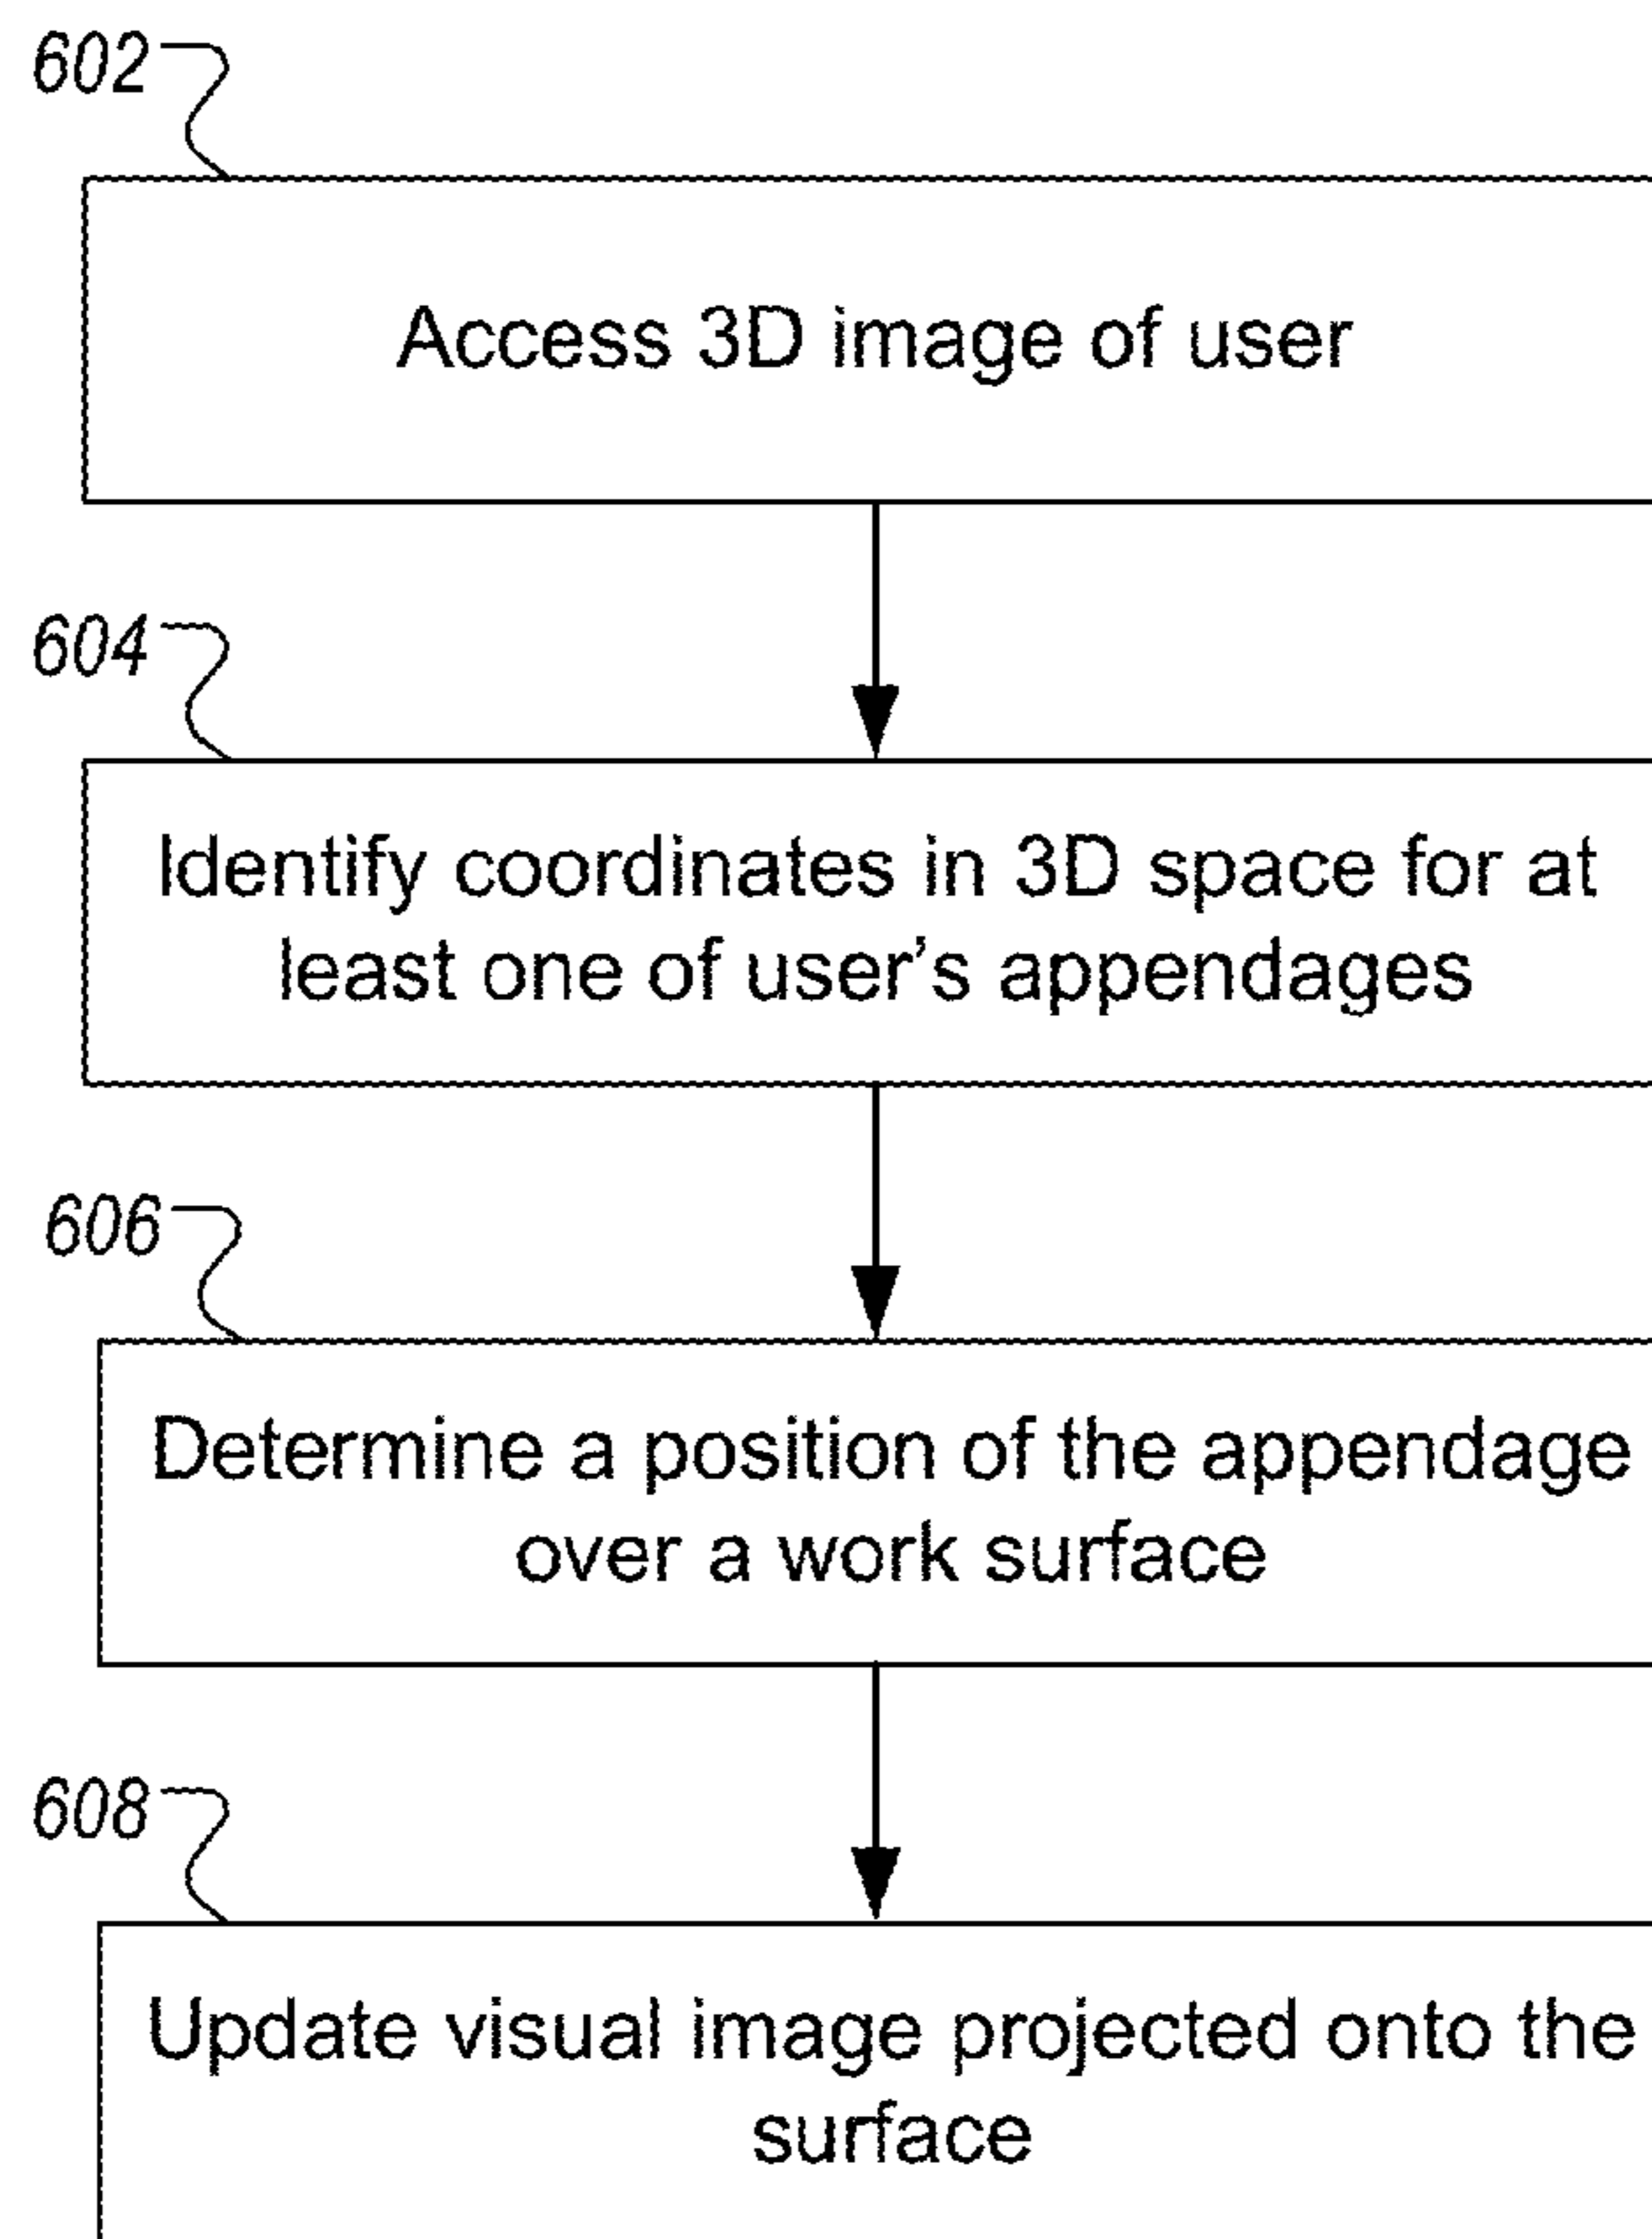 602
Access 3D image of user
604
Identify coordinates in 3D space for at
least one of user's appendages
606
Determine a position of the appendage
over a work surface
608
Update visual image projected onto the
surface